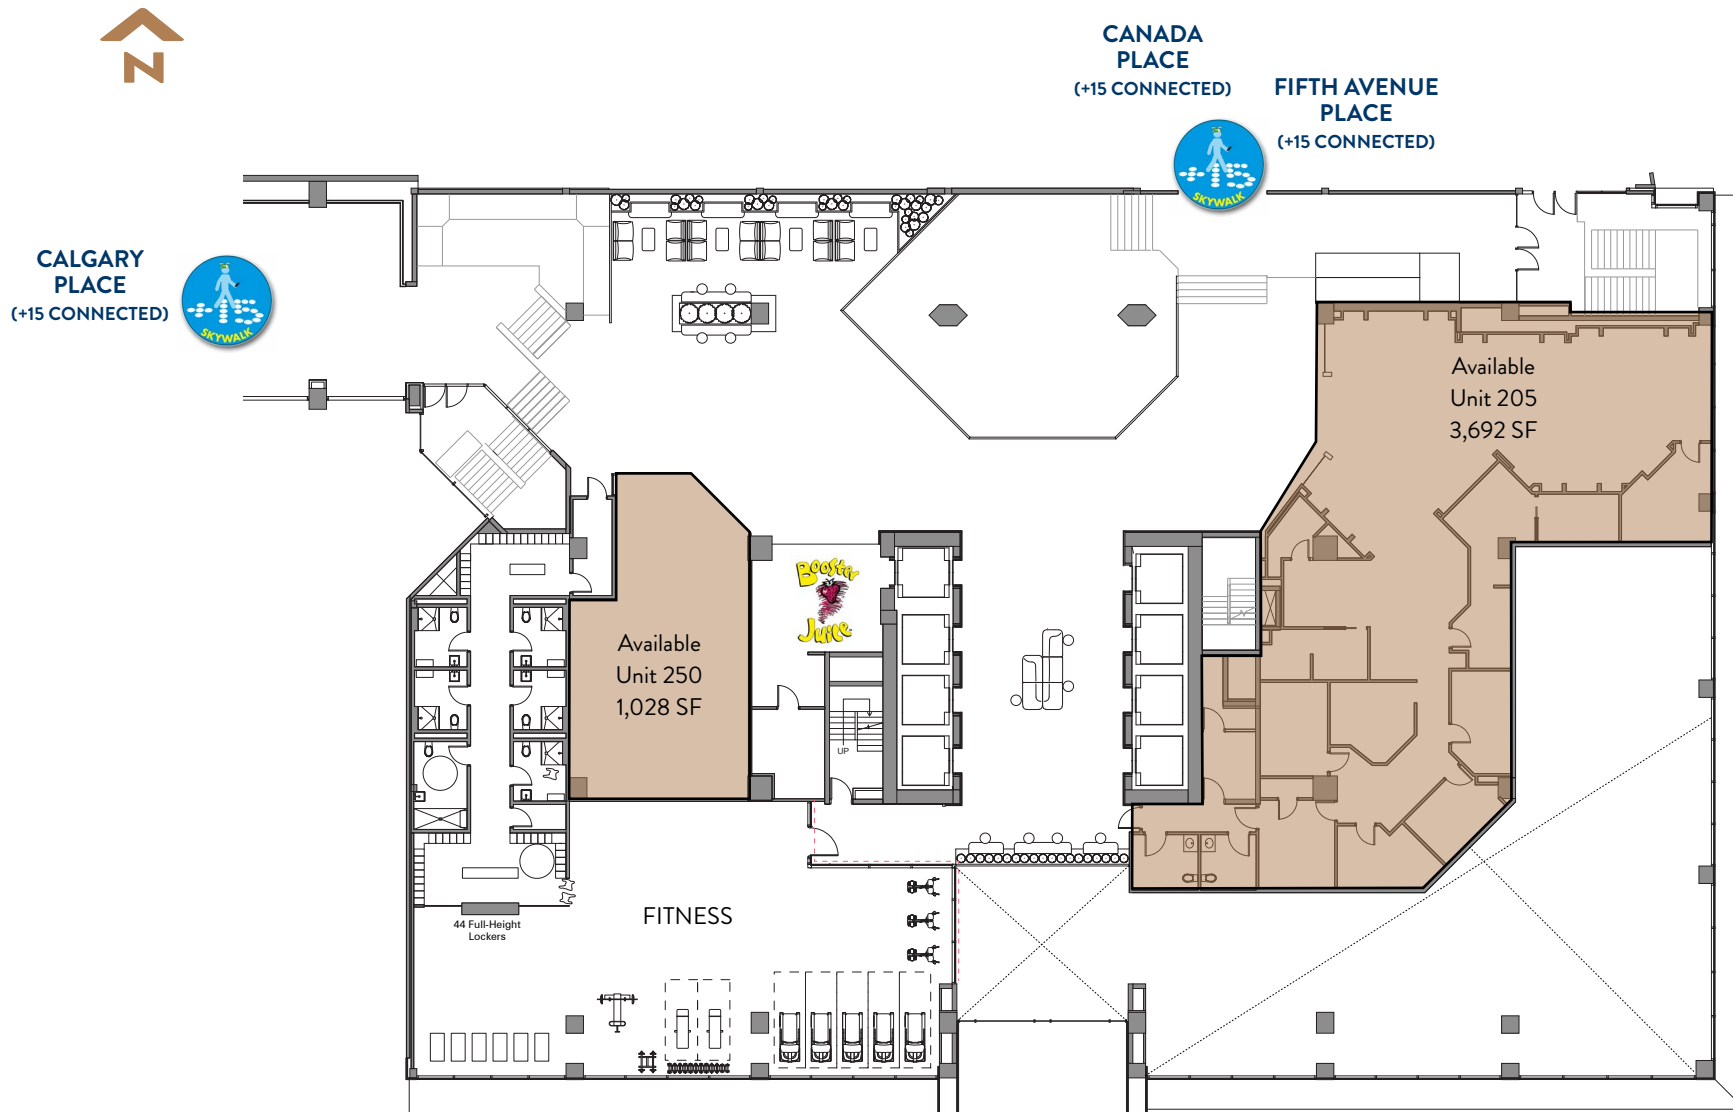 N
CANADA
PLACE
(+15 CONNECTED)
FIFTH AVENUE
PLACE
(+15 CONNECTED)
SKYWALK
CALGARY
PLACE
(+15 CONNECTED)
SKYWALK
Available
Unit 205
3,692 SF
Booster
Juice
Available
Unit 250
1,028 SF
UP
FITNESS
44 Full-Height
Lockers